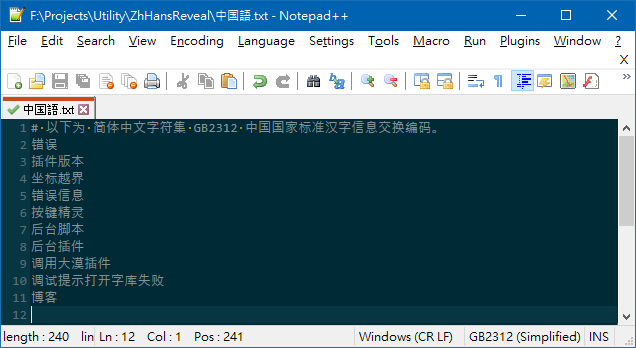 F:\Projects\Utility\ZhHansReveal\中国語.txt - Notepad++
File Edit Search View Encoding Language Settings Tools Macro Run Plugins Window ?
X
中国語.txt
1 #·以下为·简体中文字符集·GB2312·中国国家标准汉字信息交换编码。
2 错误
3 插件版本
4 坐标越界
5 错误信息
6 按键精灵
7 后台脚本
8 后台插件
9 调用大漠插件
10 调试提示打开字库失败
11 博客
12
length : 240 lin Ln : 12 Col : 1 Pos : 241 Windows (CR LF) GB2312 (Simplified) INS